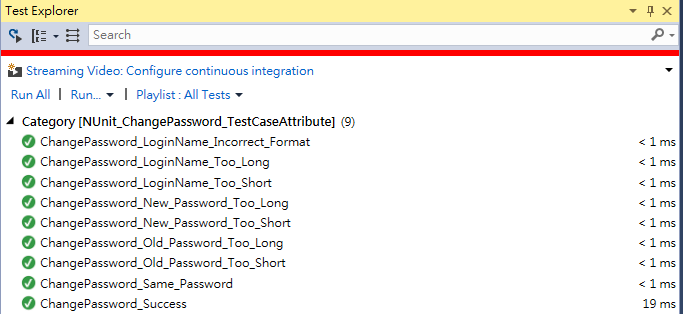 Test Explorer
Search
Streaming Video: Configure continuous integration
Run All | Run... | Playlist : All Tests
Category [NUnit_ChangePassword_TestCaseAttribute] (9)
ChangePassword_LoginName_Incorrect_Format < 1 ms
ChangePassword_LoginName_Too_Long < 1 ms
ChangePassword_LoginName_Too_Short < 1 ms
ChangePassword_New_Password_Too_Long < 1 ms
ChangePassword_New_Password_Too_Short < 1 ms
ChangePassword_Old_Password_Too_Long < 1 ms
ChangePassword_Old_Password_Too_Short < 1 ms
ChangePassword_Same_Password < 1 ms
ChangePassword_Success 19 ms